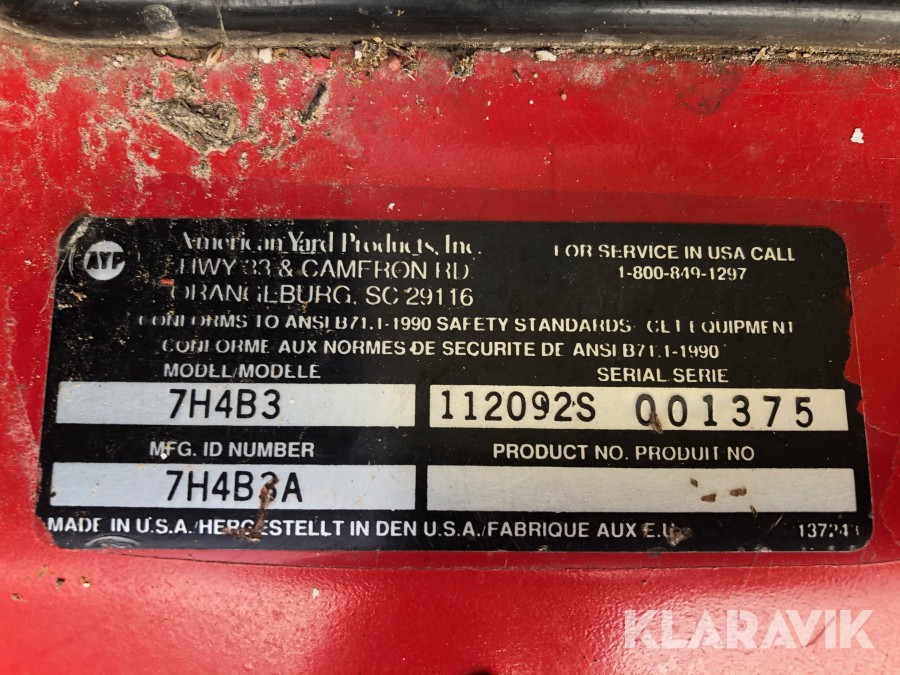 AYP
American Yard Products, Inc.
HWY 33 & CAMERON RD.
ORANGEBURG, SC 29116
FOR SERVICE IN USA CALL
1-800-849-1297
CONFORMS TO ANSI B71.1-1990 SAFETY STANDARDS CET EQUIPMENT
CONFORME AUX NORMES DE SECURITE DE ANSI B71.1-1990
MODEL/MODELE
SERIAL SERIE
7H4B3
112092S 001375
MFG. ID NUMBER
PRODUCT NO. PRODUIT NO
7H4B3A
--
MADE IN U.S.A./HERGESTELLT IN DEN U.S.A./FABRIQUE AUX E.U.
KLARAVIK